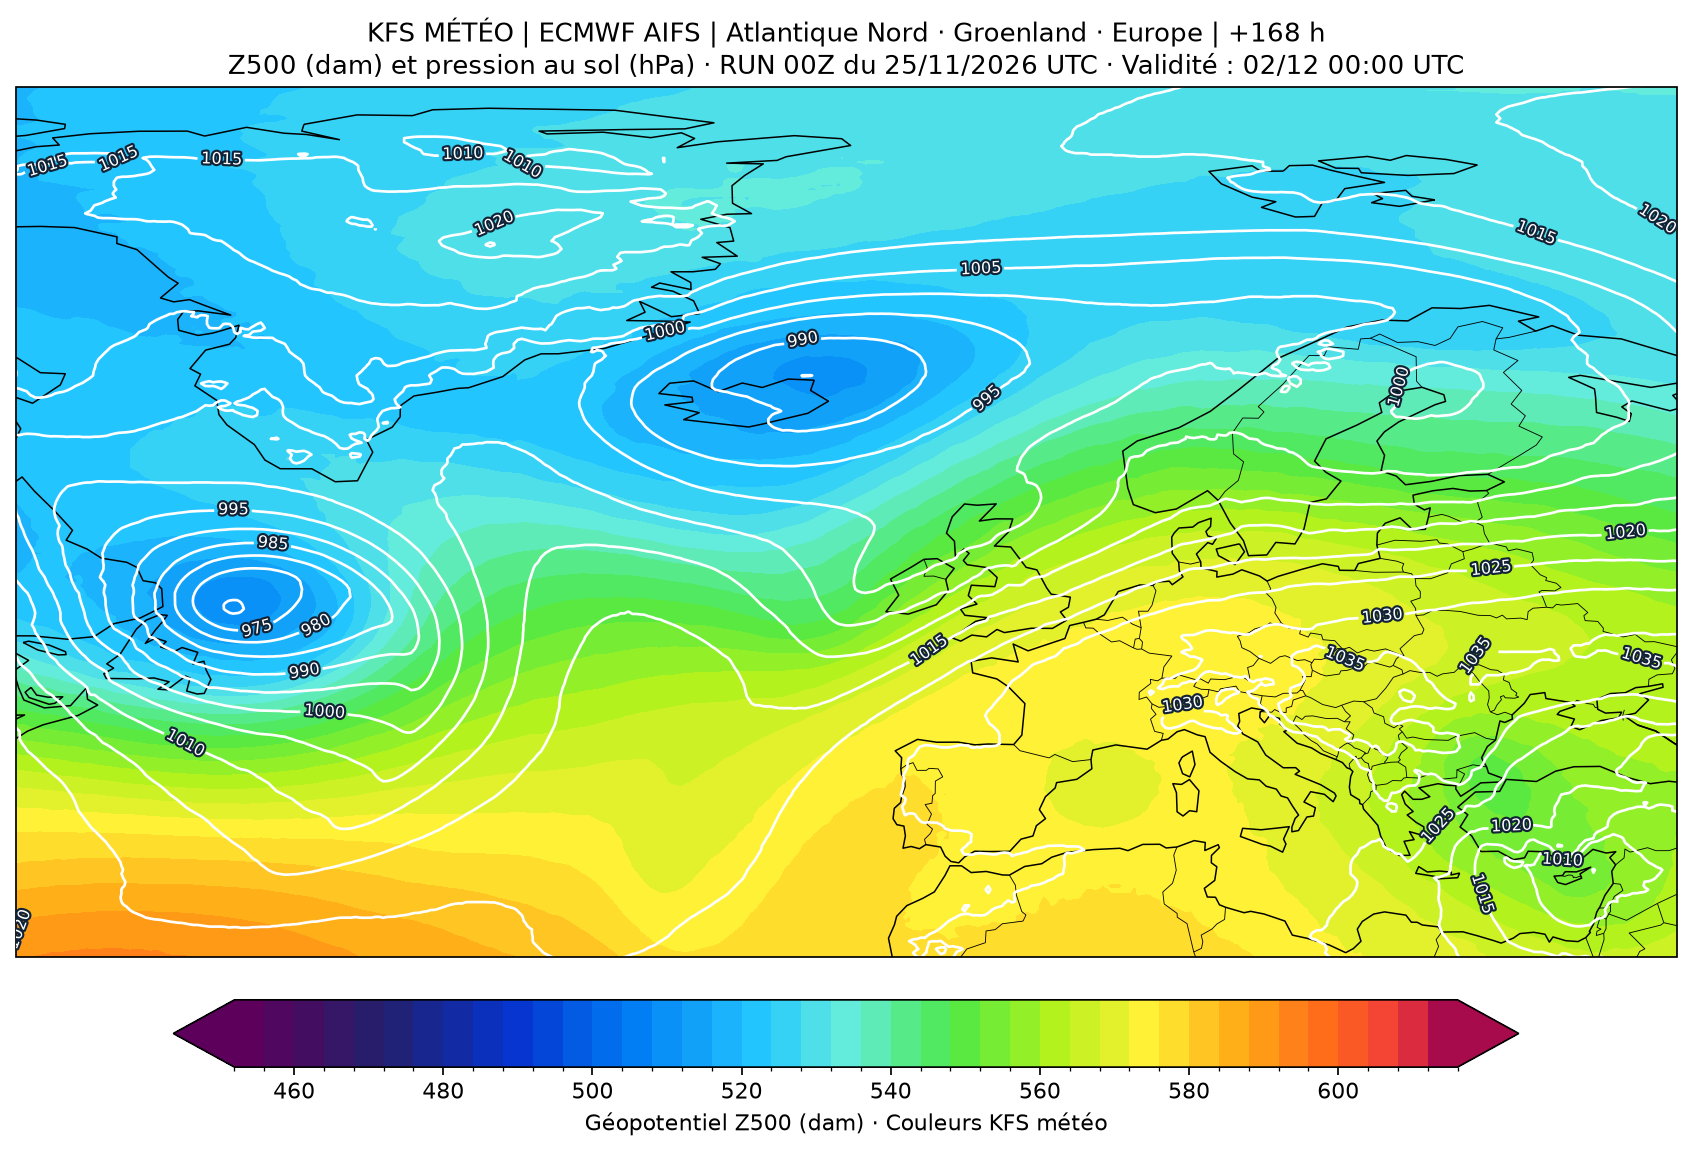 KFS MÉTÉO | ECMWF AIFS | Atlantique Nord · Groenland · Europe | +168 h
Z500 (dam) et pression au sol (hPa) · RUN 00Z du 25/11/2026 UTC · Validité : 02/12 00:00 UTC
1015 1015 1015 1010 1010
1020 1020 1015
1005
1000 990
995 1000
995 985 1020
1025
975 980 1030
990 1015 1035 1035 1035
1000 1030
1010
1025 1020
1010
1015
1020
460 480 500 520 540 560 580 600
Géopotentiel Z500 (dam) · Couleurs KFS météo